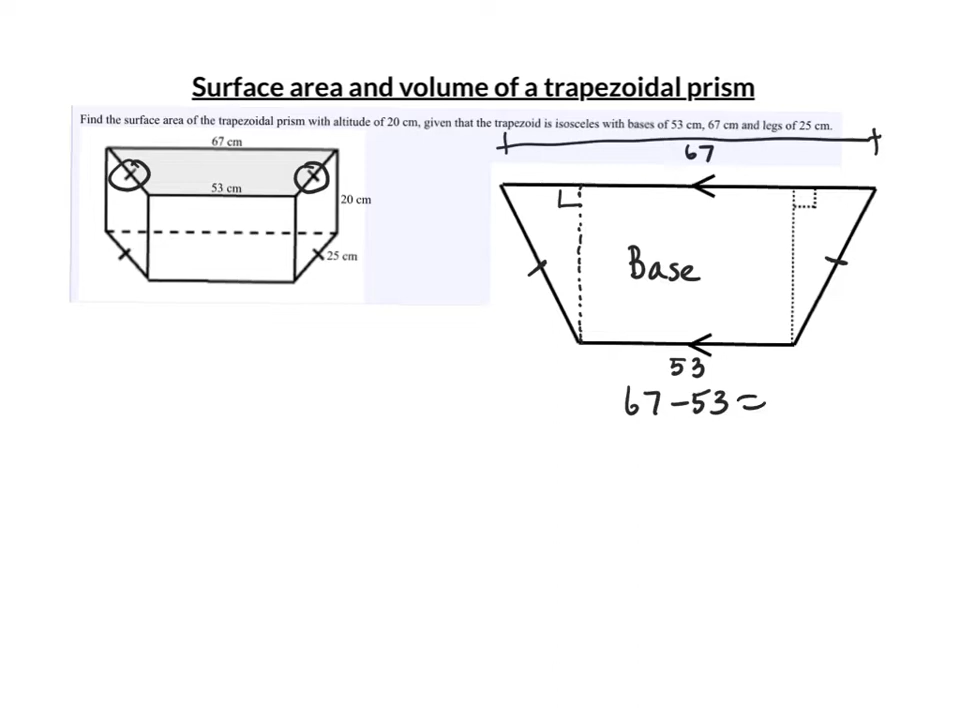 Surface area and volume of a trapezoidal prism
Find the surface area of the trapezoidal prism with altitude of 20 cm, given that the trapezoid is isosceles with bases of 53 cm, 67 cm and legs of 25 cm.
67 cm
53 cm
20 cm
25 cm
67
Base
53
67-53=